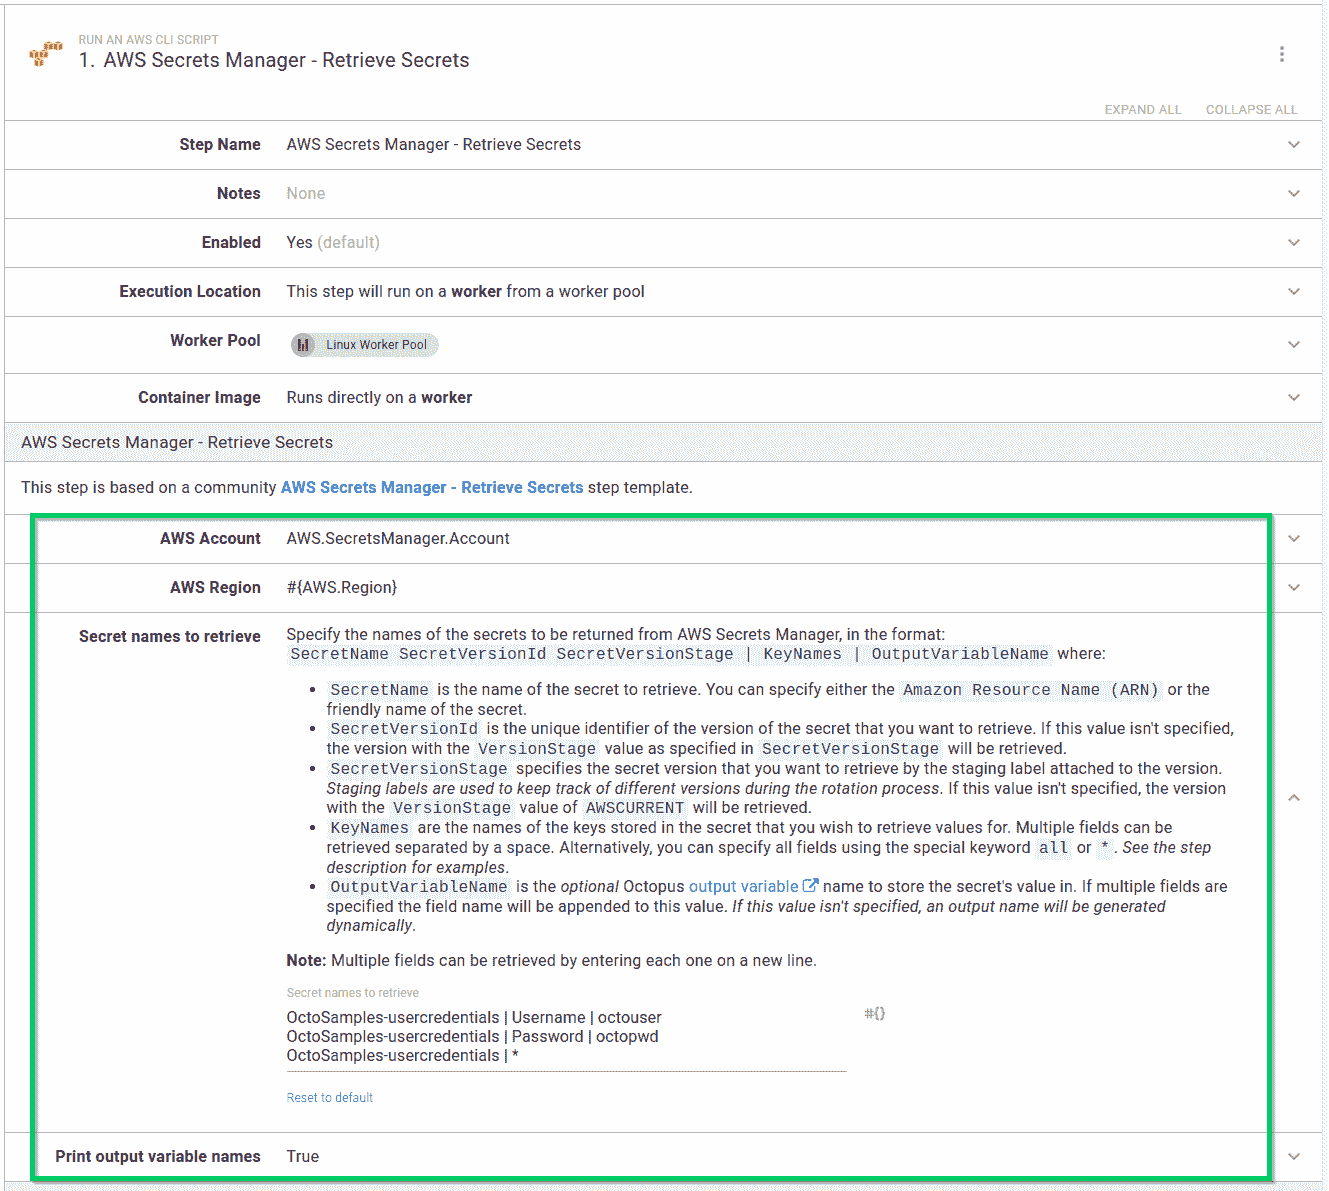 RUN AN AWS CLI SCRIPT
1. AWS Secrets Manager - Retrieve Secrets
EXPAND ALL COLLAPSE ALL
Step Name AWS Secrets Manager - Retrieve Secrets
Notes None
Enabled Yes (default)
Execution Location This step will run on a worker from a worker pool
Worker Pool Linux Worker Pool
Container Image Runs directly on a worker
AWS Secrets Manager - Retrieve Secrets
This step is based on a community AWS Secrets Manager - Retrieve Secrets step template.
AWS Account AWS.SecretsManager.Account
AWS Region #{AWS.Region}
Secret names to retrieve Specify the names of the secrets to be returned from AWS Secrets Manager, in the format:
SecretName SecretVersionId SecretVersionStage | KeyNames | OutputVariableName where:
• SecretName is the name of the secret to retrieve. You can specify either the Amazon Resource Name (ARN) or the
friendly name of the secret.
• SecretVersionId is the unique identifier of the version of the secret that you want to retrieve. If this value isn't specified,
the version with the VersionStage value as specified in SecretVersionStage will be retrieved.
• SecretVersionStage specifies the secret version that you want to retrieve by the staging label attached to the version.
Staging labels are used to keep track of different versions during the rotation process. If this value isn't specified, the version
with the VersionStage value of AWSCURRENT will be retrieved.
• KeyNames are the names of the keys stored in the secret that you wish to retrieve values for. Multiple fields can be
retrieved separated by a space. Alternatively, you can specify all fields using the special keyword all or * . See the step
description for examples.
• OutputVariableName is the optional Octopus output variable name to store the secret's value in. If multiple fields are
specified the field name will be appended to this value. If this value isn't specified, an output name will be generated
dynamically.
Note: Multiple fields can be retrieved by entering each one on a new line.
Secret names to retrieve
OctoSamples-usercredentials | Username | octouser #{}
OctoSamples-usercredentials | Password | octopwd
OctoSamples-usercredentials | *
Reset to default
Print output variable names True